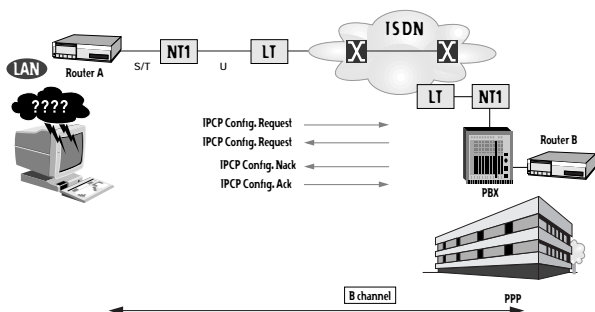 ISDN
NT1
LT
LAN
Router A
S/T
U
????
LT
NT1
IPCP Config. Request
IPCP Config. Request
IPCP Config. Nack
IPCP Config. Ack
Router B
PBX
B channel
PPP